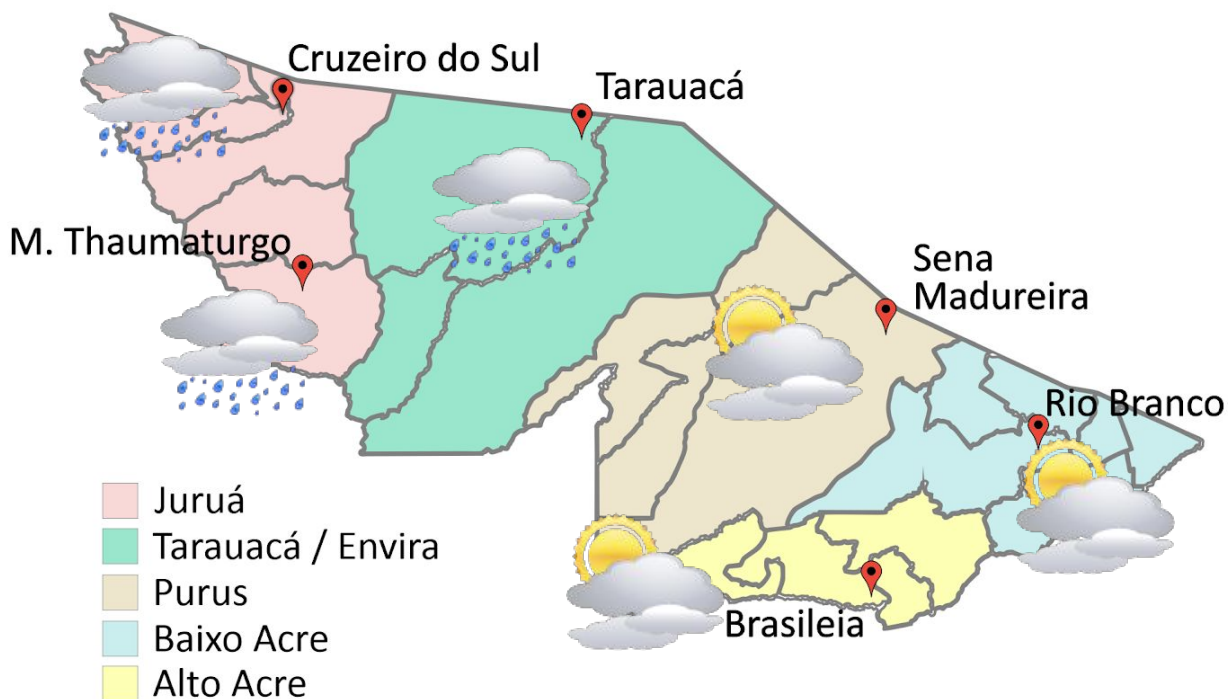 Cruzeiro do Sul
Tarauacá
M. Thaumaturgo
Sena
Madureira
Rio Branco
Brasileia
Juruá
Tarauacá / Envira
Purus
Baixo Acre
Alto Acre